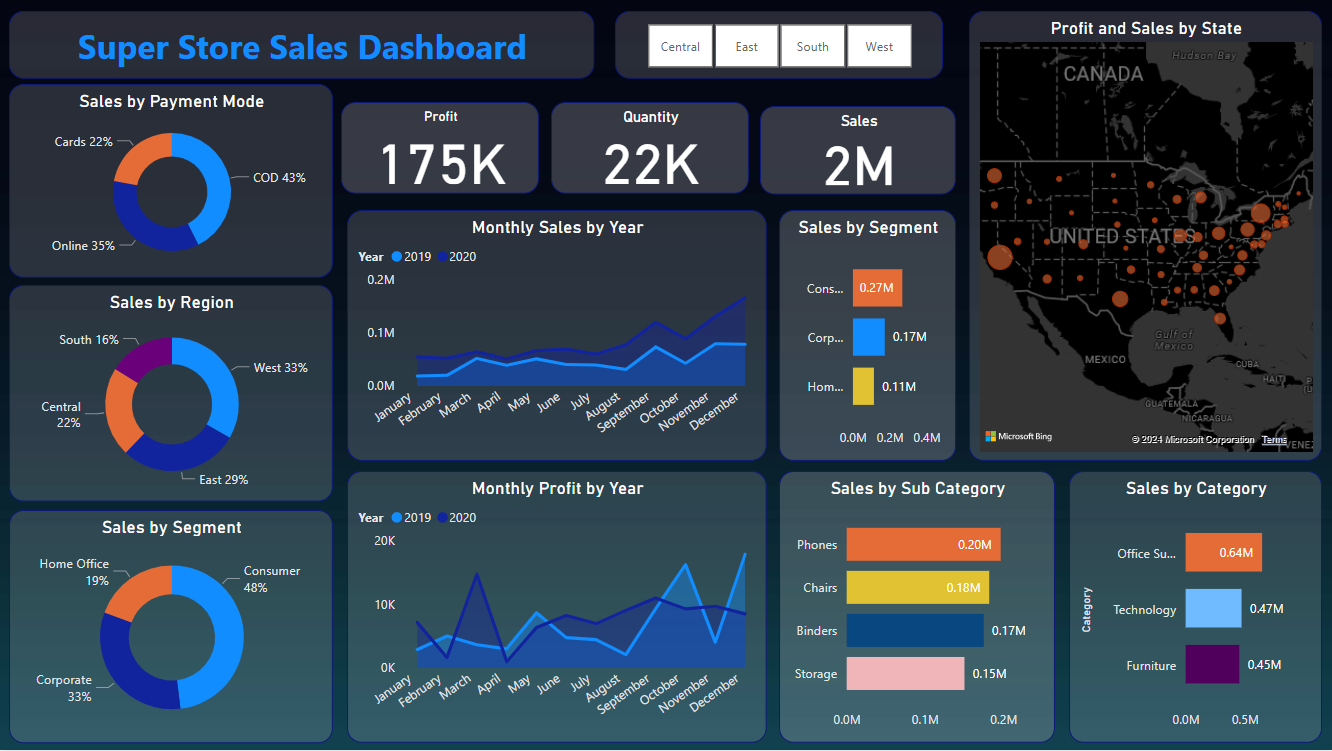 Super Store Sales Dashboard
Central
East
South
West
Profit and Sales by State
Hudson Bay
CANADA
UNITED STATES
Gulf of
Mexico
MEXICO
CUBA
HAITI
GUATEMALA
NICARAGUA
Microsoft Bing
© 2024 Microsoft Corporation
Terms
Sales by Payment Mode
Cards 22%
COD 43%
Online 35%
Profit
175K
Quantity
22K
Sales
2M
Sales by Region
South 16%
West 33%
Central
22%
East 29%
Monthly Sales by Year
Year 2019 2020
0.2M
0.1M
0.0M
January
February
March
April
May
June
July
August
September
October
November
December
Sales by Segment
Cons...
0.27M
Corp...
0.17M
Hom...
0.11M
0.0M 0.2M 0.4M
Sales by Segment
Home Office
19%
Consumer
48%
Corporate
33%
Monthly Profit by Year
Year 2019 2020
20K
10K
0K
January
February
March
April
May
June
July
August
September
October
November
December
Sales by Sub Category
Phones
0.20M
Chairs
0.18M
Binders
0.17M
Storage
0.15M
0.0M 0.1M 0.2M
Sales by Category
Category
Office Su...
0.64M
Technology
0.47M
Furniture
0.45M
0.0M 0.5M